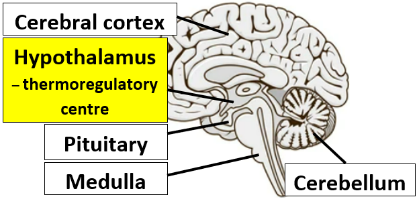 Cerebral cortex
Hypothalamus
– thermoregulatory
centre
Pituitary
Medulla
Cerebellum